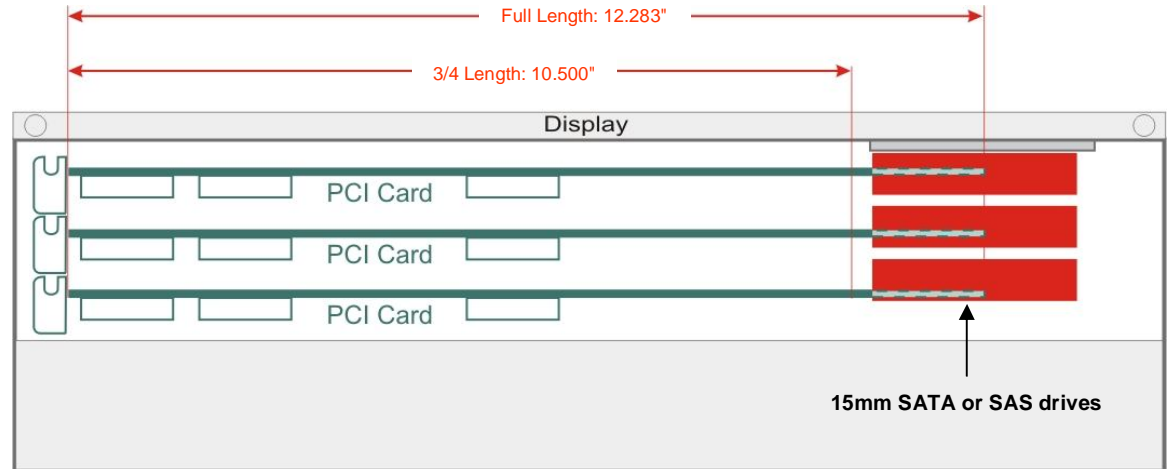 Full Length: 12.283"
3/4 Length: 10.500"
Display
PCI Card
PCI Card
PCI Card
15mm SATA or SAS drives